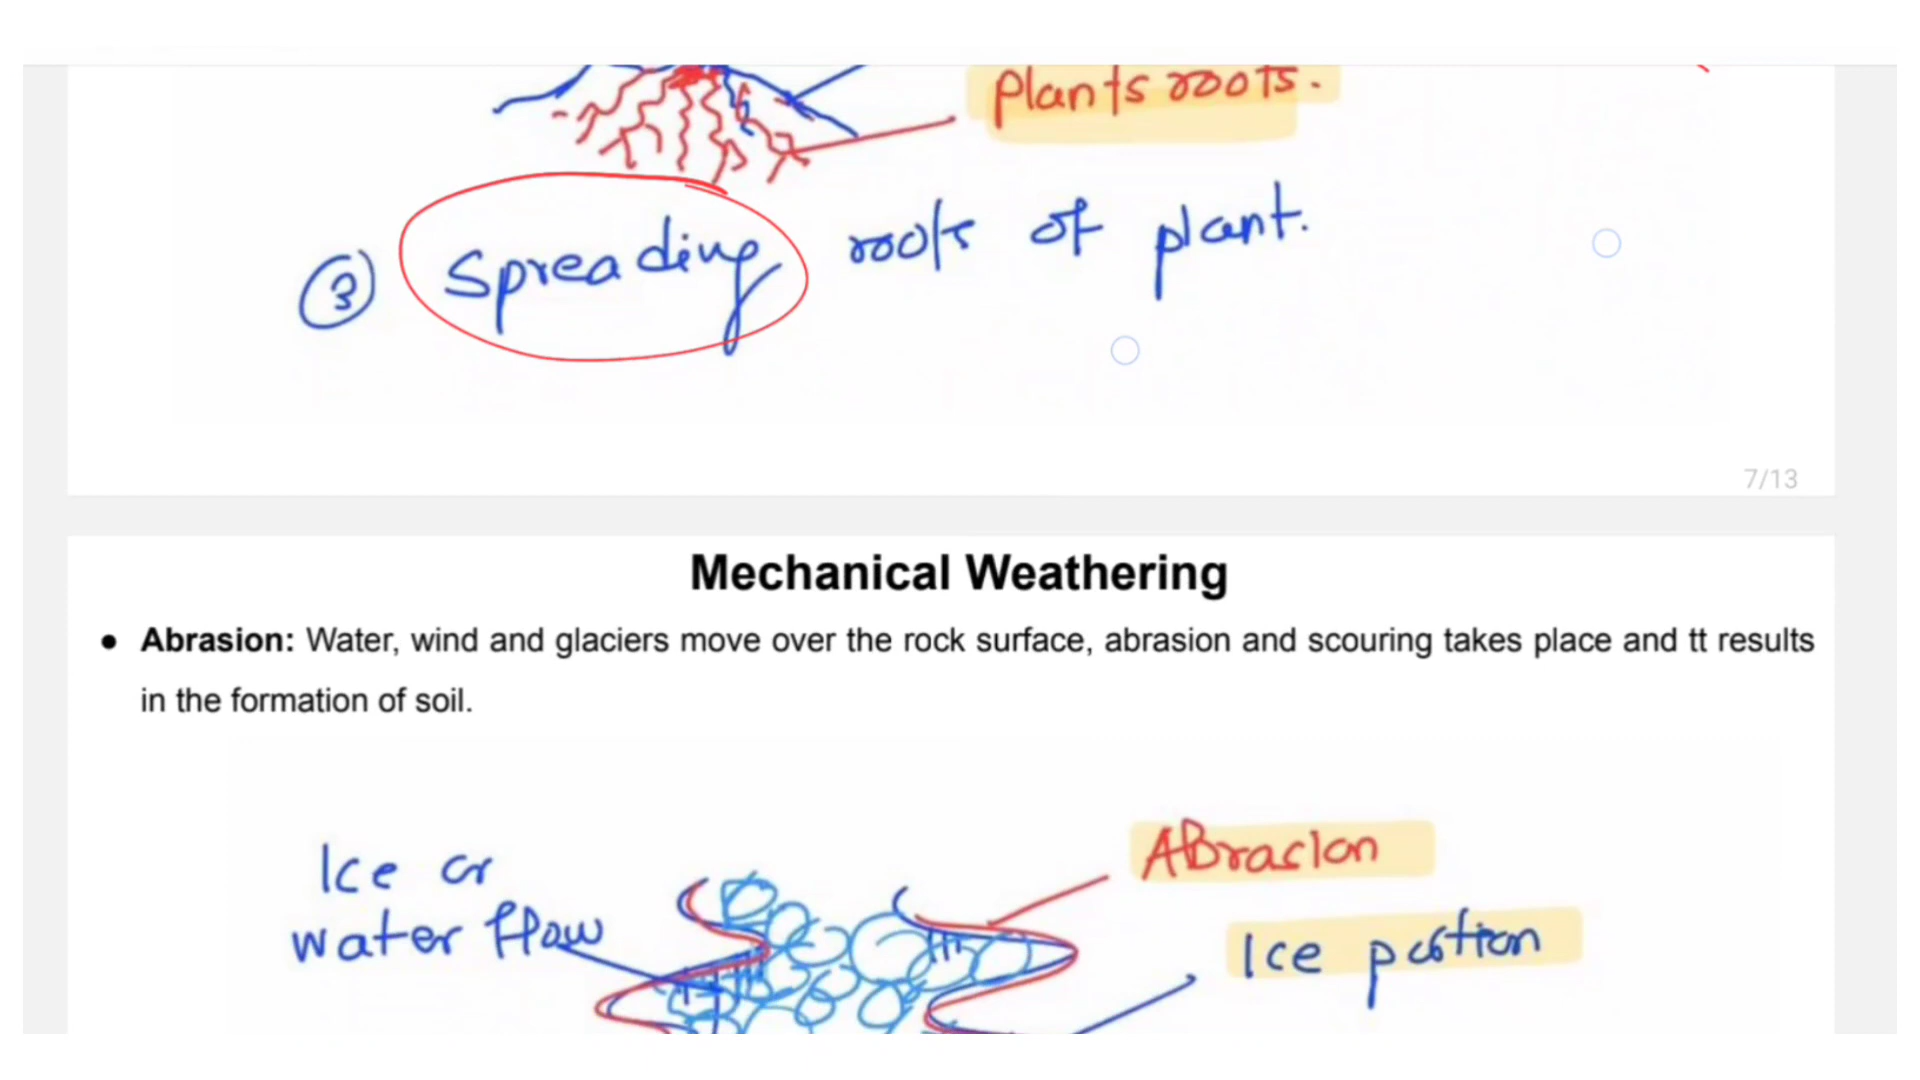 Plants roots.
③ Spreading roots of plant.
7/13
Mechanical Weathering
● Abrasion: Water, wind and glaciers move over the rock surface, abrasion and scouring takes place and tt results
in the formation of soil.
Ice or
water flow
Abrasion
Ice portion